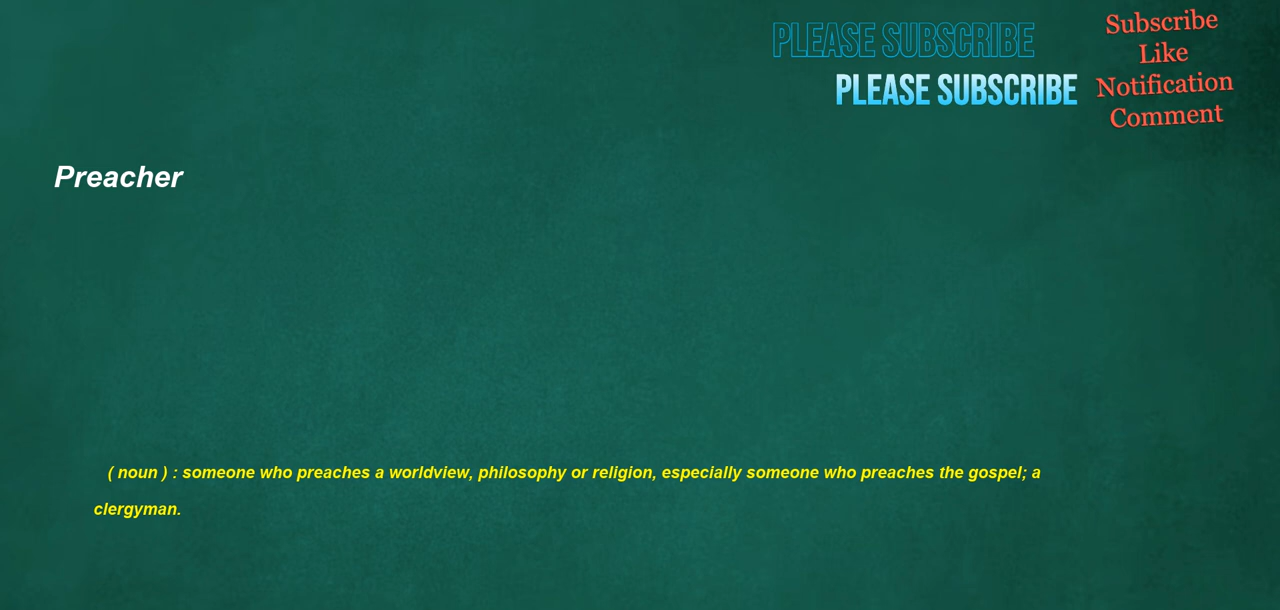 PLEASE SUBSCRIBE
PLEASE SUBSCRIBE
Subscribe
Like
Notification
Comment
Preacher
( noun ) : someone who preaches a worldview, philosophy or religion, especially someone who preaches the gospel; a
clergyman.